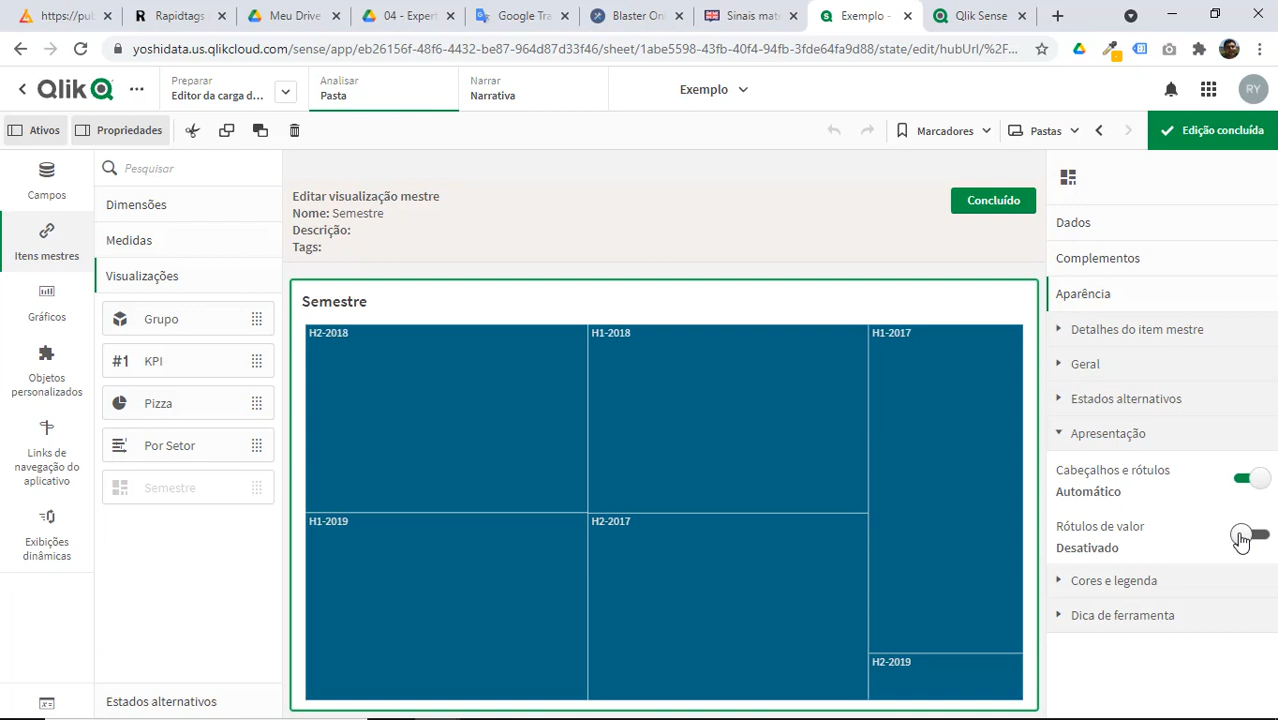 https://pul
Rapidtags
Meu Drive
04 - Expert
Google Tra
Blaster Onl
Sinais mate
Exemplo -
Qlik Sense
yoshidata.us.qlikcloud.com/sense/app/eb26156f-48f6-4432-be87-964d87d33f46/sheet/1abe5598-43fb-40f4-94fb-3fde64fa9d88/state/edit/hubUrl/%2F...
Qlik
Preparar
Editor da carga d...
Analisar
Pasta
Narrar
Narrativa
Exemplo
RY
Ativos
Propriedades
Marcadores
Pastas
Edição concluída
Campos
Itens mestres
Gráficos
Objetos
personalizados
Links de
navegação do
aplicativo
Exibições
dinâmicas
Pesquisar
Dimensões
Medidas
Visualizações
Grupo
#1 KPI
Pizza
Por Setor
Semestre
Estados alternativos
Editar visualização mestre
Nome: Semestre
Descrição:
Tags:
Concluído
Semestre
H2-2018
H1-2018
H1-2017
H1-2019
H2-2017
H2-2019
Dados
Complementos
Aparência
Detalhes do item mestre
Geral
Estados alternativos
Apresentação
Cabeçalhos e rótulos
Automático
Rótulos de valor
Desativado
Cores e legenda
Dica de ferramenta